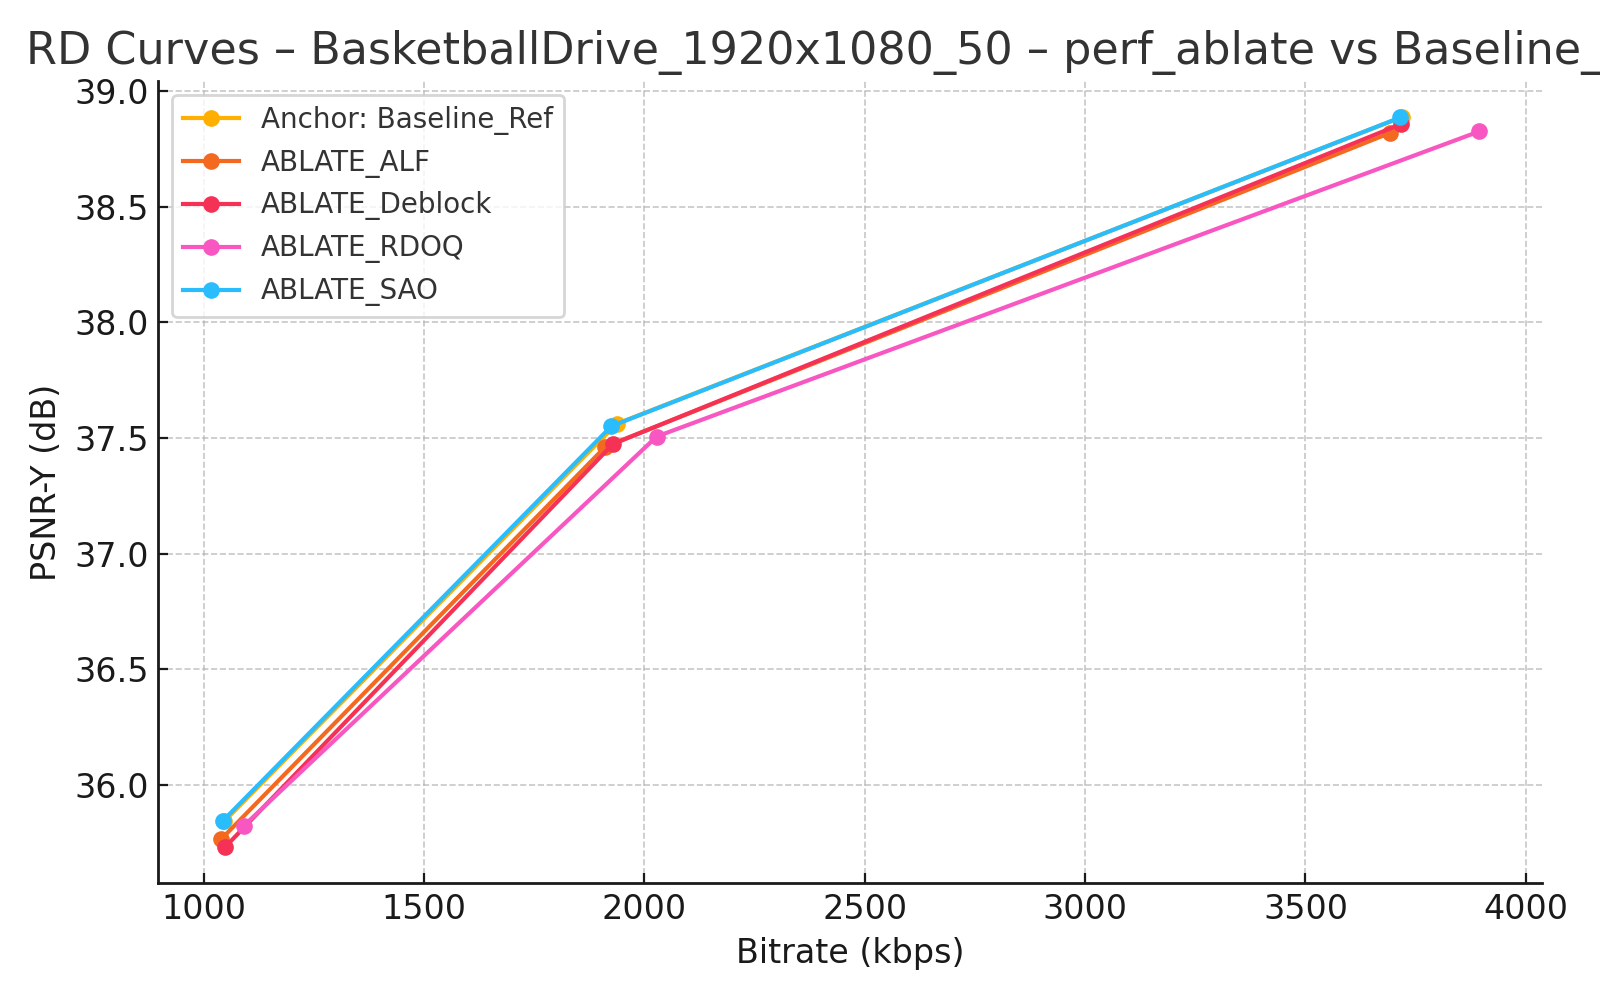 RD Curves – BasketballDrive_1920x1080_50 – perf_ablate vs Baseline_
39.0
38.5
38.0
37.5
37.0
36.5
36.0
PSNR-Y (dB)
Anchor: Baseline_Ref
ABLATE_ALF
ABLATE_Deblock
ABLATE_RDOQ
ABLATE_SAO
1000 1500 2000 2500 3000 3500 4000
Bitrate (kbps)